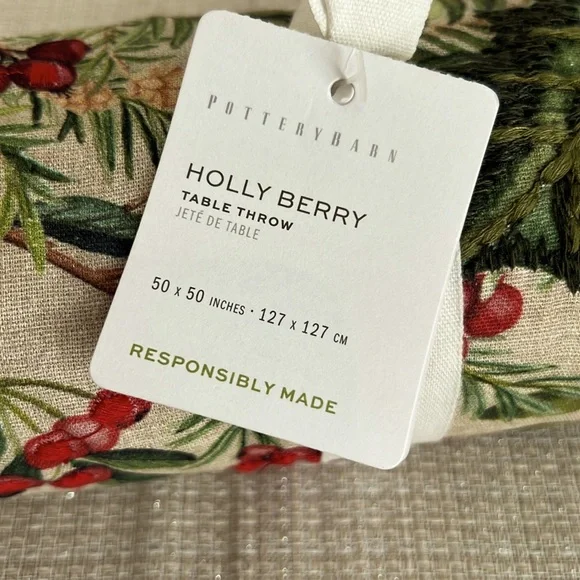 POTTERYBARN
HOLLY BERRY
TABLE THROW
JETÉ DE TABLE
50 x 50 INCHES · 127 x 127 CM
RESPONSIBLY MADE